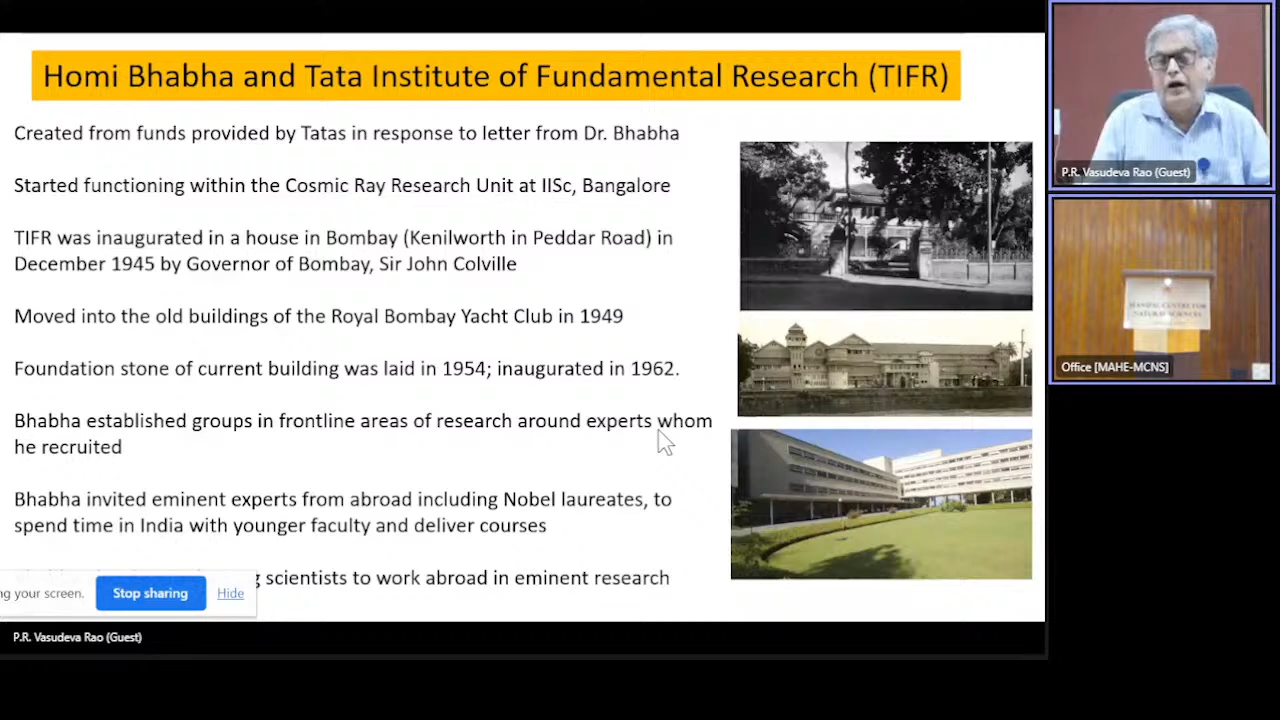 Homi Bhabha and Tata Institute of Fundamental Research (TIFR)
Created from funds provided by Tatas in response to letter from Dr. Bhabha
Started functioning within the Cosmic Ray Research Unit at IISc, Bangalore
TIFR was inaugurated in a house in Bombay (Kenilworth in Peddar Road) in
December 1945 by Governor of Bombay, Sir John Colville
Moved into the old buildings of the Royal Bombay Yacht Club in 1949
Foundation stone of current building was laid in 1954; inaugurated in 1962.
Bhabha established groups in frontline areas of research around experts whom
he recruited
Bhabha invited eminent experts from abroad including Nobel laureates, to
spend time in India with younger faculty and deliver courses
scientists to work abroad in eminent research
your screen.
Stop sharing
Hide
P.R. Vasudeva Rao (Guest)
P.R. Vasudeva Rao (Guest)
MANIPAL CENTRE FOR
NATURAL SCIENCES
Office [MAHE-MCNS]